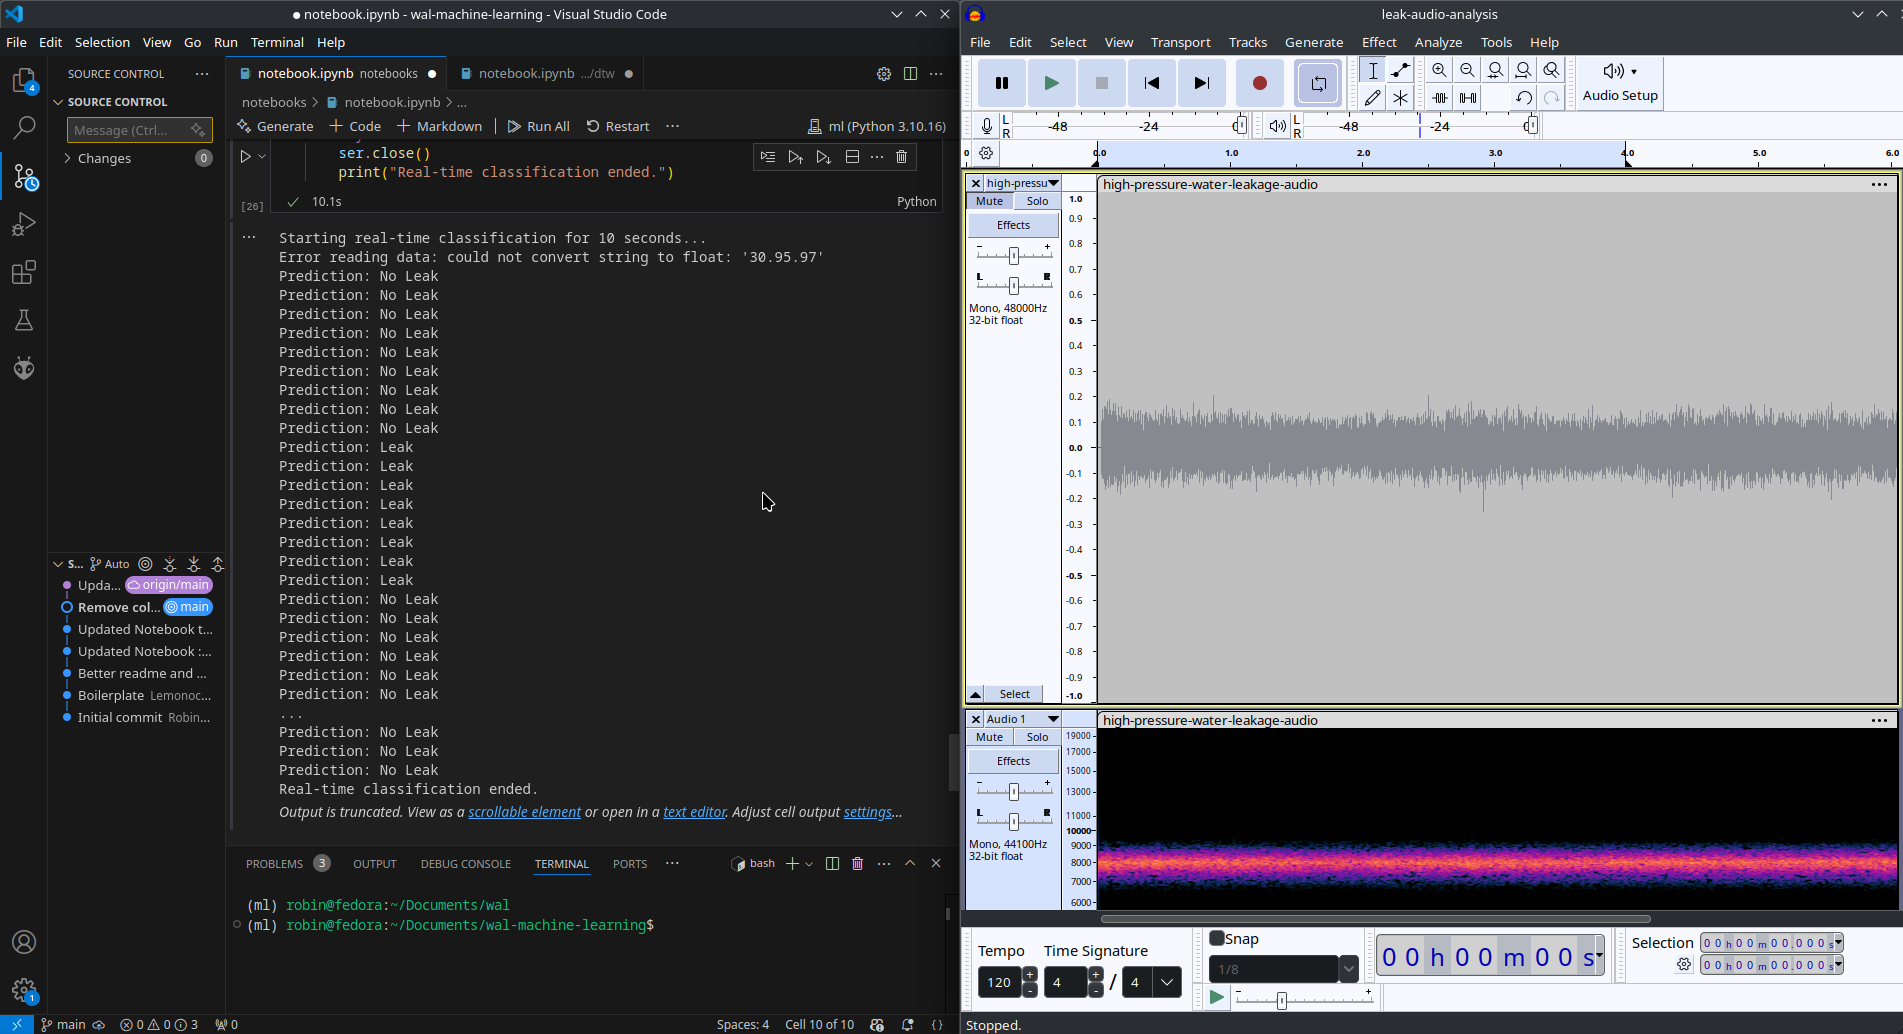 ● notebook.ipynb - wal-machine-learning - Visual Studio Code
File Edit Selection View Go Run Terminal Help
SOURCE CONTROL ...
SOURCE CONTROL
Message (Ctrl...
Changes 0
4
notebook.ipynb notebooks ●
notebook.ipynb .../dtw ●
notebooks > notebook.ipynb > ...
Generate + Code + Markdown | Run All Restart ... ml (Python 3.10.16)
ser.close()
print("Real-time classification ended.")
[26] ✓ 10.1s Python
Starting real-time classification for 10 seconds...
Error reading data: could not convert string to float: '30.95.97'
Prediction: No Leak
Prediction: No Leak
Prediction: No Leak
Prediction: No Leak
Prediction: No Leak
Prediction: No Leak
Prediction: No Leak
Prediction: No Leak
Prediction: No Leak
Prediction: Leak
Prediction: Leak
Prediction: Leak
Prediction: Leak
Prediction: Leak
Prediction: Leak
Prediction: Leak
Prediction: Leak
Prediction: No Leak
Prediction: No Leak
Prediction: No Leak
Prediction: No Leak
Prediction: No Leak
Prediction: No Leak
...
Prediction: No Leak
Prediction: No Leak
Prediction: No Leak
Real-time classification ended.
Output is truncated. View as a scrollable element or open in a text editor. Adjust cell output settings...
S... Auto
Upda... origin/main
Remove col... main
Updated Notebook t...
Updated Notebook :...
Better readme and ...
Boilerplate Lemonoc...
Initial commit Robin...
PROBLEMS 3 OUTPUT DEBUG CONSOLE TERMINAL PORTS ... bash
(ml) robin@fedora:~/Documents/wal
(ml) robin@fedora:~/Documents/wal-machine-learning$
1
main 0 0 3 0 Spaces: 4 Cell 10 of 10 {}
leak-audio-analysis
File Edit Select View Transport Tracks Generate Effect Analyze Tools Help
Audio Setup
L R -48 -24 0
L R -48 -24 0
0 0.0 1.0 2.0 3.0 4.0 5.0 6.0
high-pressu
high-pressure-water-leakage-audio ...
Mute Solo
Effects
- +
L R
Mono, 48000Hz
32-bit float
Select
1.0
0.9
0.8
0.7
0.6
0.5
0.4
0.3
0.2
0.1
0.0
-0.1
-0.2
-0.3
-0.4
-0.5
-0.6
-0.7
-0.8
-0.9
-1.0
Audio 1
high-pressure-water-leakage-audio ...
Mute Solo
Effects
- +
L R
Mono, 44100Hz
32-bit float
19000
17000
15000
13000
11000
10000
9000
8000
7000
6000
Tempo
120
Time Signature
4 / 4
Snap
1/8
00h00m00s
Selection
00h00m00.000s
00h00m00.000s
Stopped.